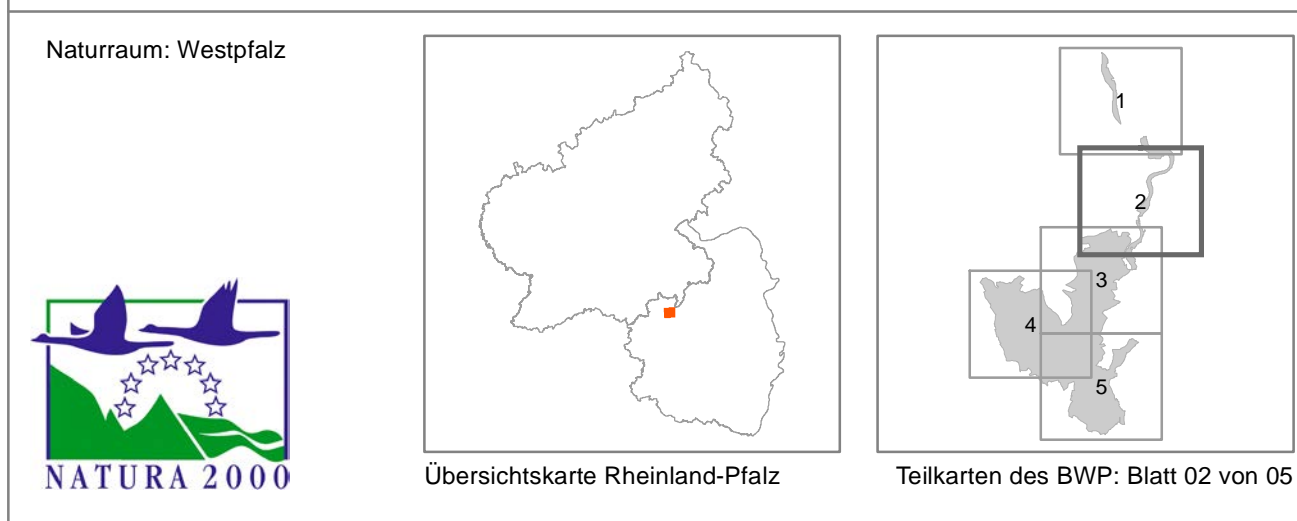 Naturraum: Westpfalz
1
2
3
4
5
NATURA 2000
Übersichtskarte Rheinland-Pfalz
Teilkarten des BWP: Blatt 02 von 05